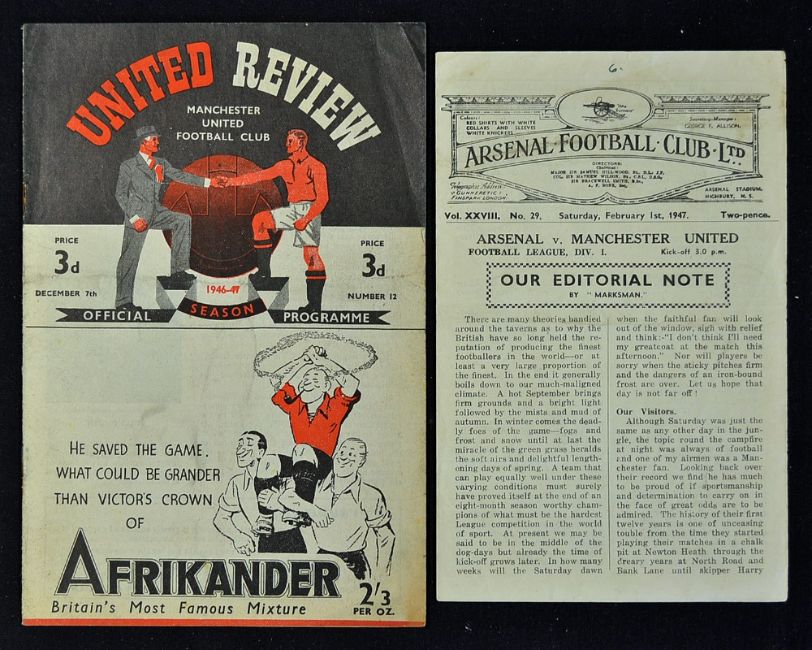 UNITED REVIEW
MANCHESTER
UNITED
FOOTBALL CLUB
PRICE
3d
DECEMBER 7th
PRICE
3d
NUMBER 12
1946-47
OFFICIAL SEASON PROGRAMME
HE SAVED THE GAME.
WHAT COULD BE GRANDER
THAN VICTOR'S CROWN
OF
AFRIKANDER
Britain's Most Famous Mixture
2'3
PER OZ.
6.
Colours:
RED SHIRTS WITH WHITE
COLLARS AND SLEEVES
WHITE KNICKERS
Secretary-Manager:
GEORGE F. ALLISON.
ARSENAL·FOOTBALL·CLUB·LTD
DIRECTORS:
ARSENAL STADIUM,
HIGHBURY, N. 5.
Vol. XXVIII. No. 29. Saturday, February 1st, 1947. Two-pence.
ARSENAL v. MANCHESTER UNITED
FOOTBALL LEAGUE, DIV. 1. Kick-off 3.0 p.m.
OUR EDITORIAL NOTE
BY "MARKSMAN."
There are many theories bandied
around the taverns as to why the
British have so long held the re-
putation of producing the finest
footballers in the world—or at
least a very large proportion of
the finest. In the end it generally
boils down to our much-maligned
climate. A hot September brings
firm grounds and a bright light
followed by the mists and mud of
autumn. In winter comes the dead-
ly foes of the game—fogs and
frost and snow until at last the
miracle of the green grass heralds
the soft airs and delightful length-
oning days of spring. A team that
can play equally well under these
varying conditions must surely
have proved itself at the end of an
eight-month season worthy cham-
pions of what must be the hardest
League competition in the world
of sport. At present we may be
said to be in the middle of the
dog-days but already the time of
kick-off grows later. In how many
weeks will the Saturday dawn
when the faithful fan will look
out of the window, sigh with relief
and think:-"I don't think I'll need
my greatcoat at the match this
afternoon." Nor will players be
sorry when the sticky pitches firm
and the dangers of an iron-bound
frost are over. Let us hope that
day is not far off!
Our Visitors.
Although Saturday was just the
same as any other day in the jun-
gle, the topic round the campfire
at night was always of football
and one of my airmen was a Man-
chester fan. Looking back over
their record we find he has much
to be proud of if sportsmanship
and determination to carry on in
the face of great odds are to be
admired. The history of their first
twelve years is one of unceasing
trouble from the time they started
playing their matches in a chalk
pit at Newton Heath through the
dreary years at North Road and
Bank Lane until skipper Harry